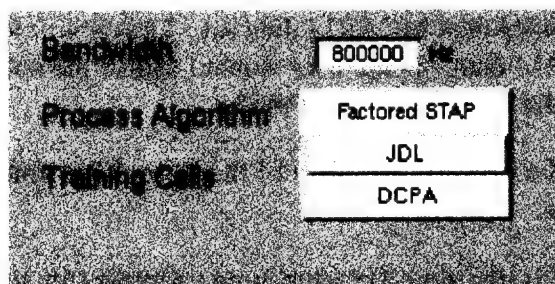 Bandwidth 800000 Hz
Process Algorithm Factored STAP
JDL
Training Cells
DCPA